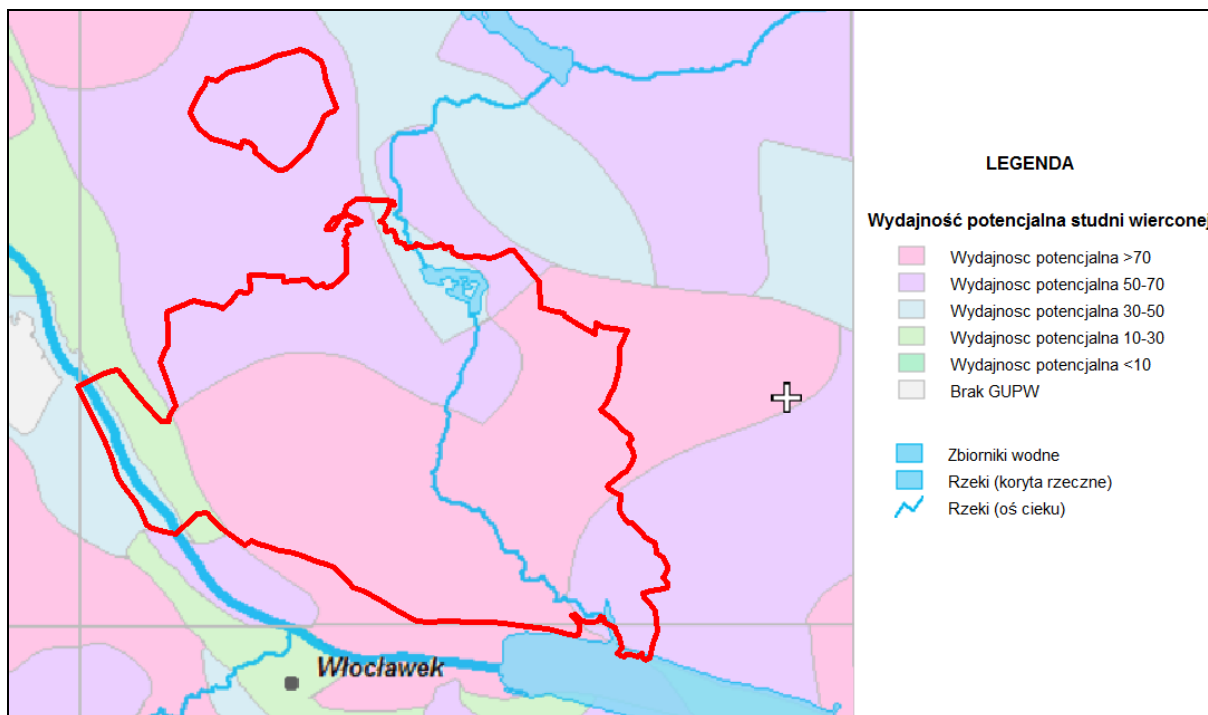 LEGENDA
Wydajność potencjalna studni wierconej
Wydajnosc potencjalna >70
Wydajnosc potencjalna 50-70
Wydajnosc potencjalna 30-50
Wydajnosc potencjalna 10-30
Wydajnosc potencjalna <10
Brak GUPW
Zbiorniki wodne
Rzeki (koryta rzeczne)
Rzeki (oś cieku)
Włocławek